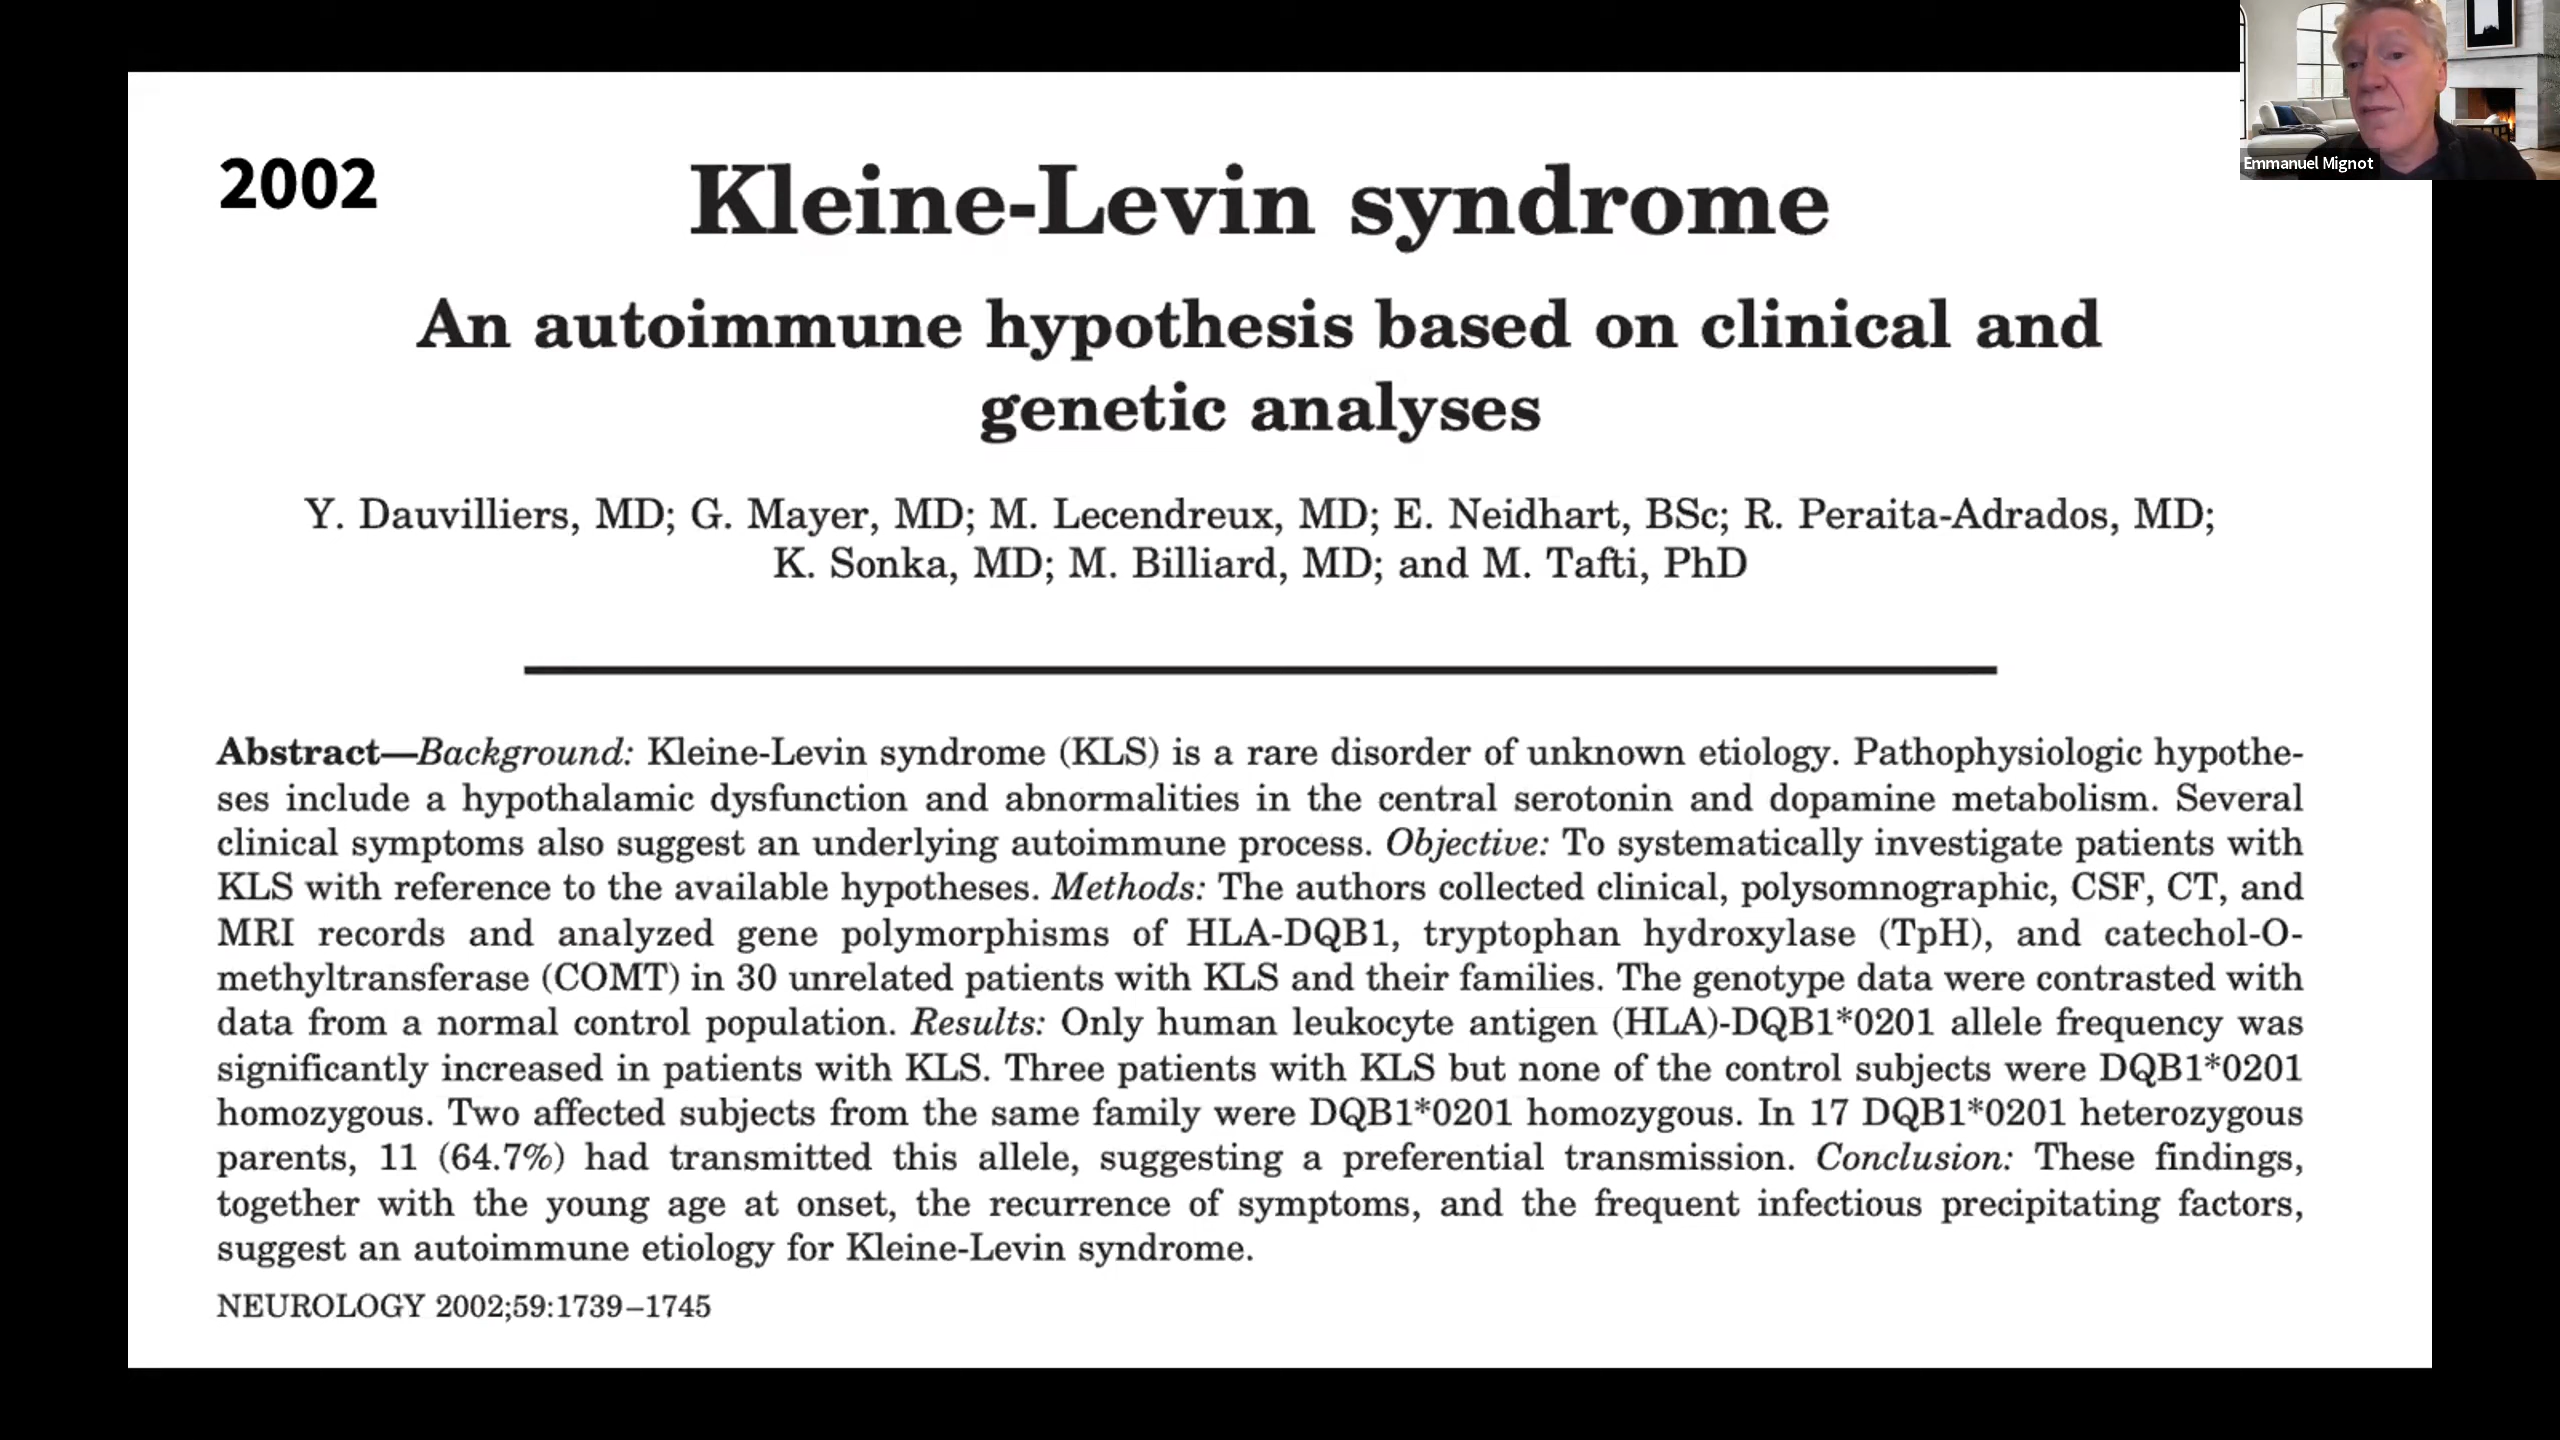 2002
Kleine-Levin syndrome
An autoimmune hypothesis based on clinical and
genetic analyses
Y. Dauvilliers, MD; G. Mayer, MD; M. Lecendreux, MD; E. Neidhart, BSc; R. Peraita-Adrados, MD;
K. Sonka, MD; M. Billiard, MD; and M. Tafti, PhD
Abstract—Background: Kleine-Levin syndrome (KLS) is a rare disorder of unknown etiology. Pathophysiologic hypothe-
ses include a hypothalamic dysfunction and abnormalities in the central serotonin and dopamine metabolism. Several
clinical symptoms also suggest an underlying autoimmune process. Objective: To systematically investigate patients with
KLS with reference to the available hypotheses. Methods: The authors collected clinical, polysomnographic, CSF, CT, and
MRI records and analyzed gene polymorphisms of HLA-DQB1, tryptophan hydroxylase (TpH), and catechol-O-
methyltransferase (COMT) in 30 unrelated patients with KLS and their families. The genotype data were contrasted with
data from a normal control population. Results: Only human leukocyte antigen (HLA)-DQB1*0201 allele frequency was
significantly increased in patients with KLS. Three patients with KLS but none of the control subjects were DQB1*0201
homozygous. Two affected subjects from the same family were DQB1*0201 homozygous. In 17 DQB1*0201 heterozygous
parents, 11 (64.7%) had transmitted this allele, suggesting a preferential transmission. Conclusion: These findings,
together with the young age at onset, the recurrence of symptoms, and the frequent infectious precipitating factors,
suggest an autoimmune etiology for Kleine-Levin syndrome.
NEUROLOGY 2002;59:1739–1745
Emmanuel Mignot